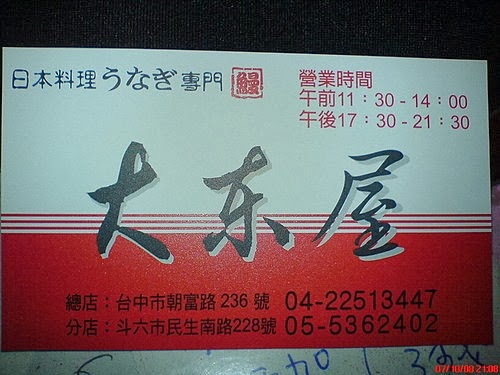 日本料理うなぎ專門 鰻
營業時間
午前11：30-14：00
午後17：30-21：30
大东屋
總店：台中市朝富路236號 04-22513447
分店：斗六市民生南路228號 05-5362402
07/10/08 21:08